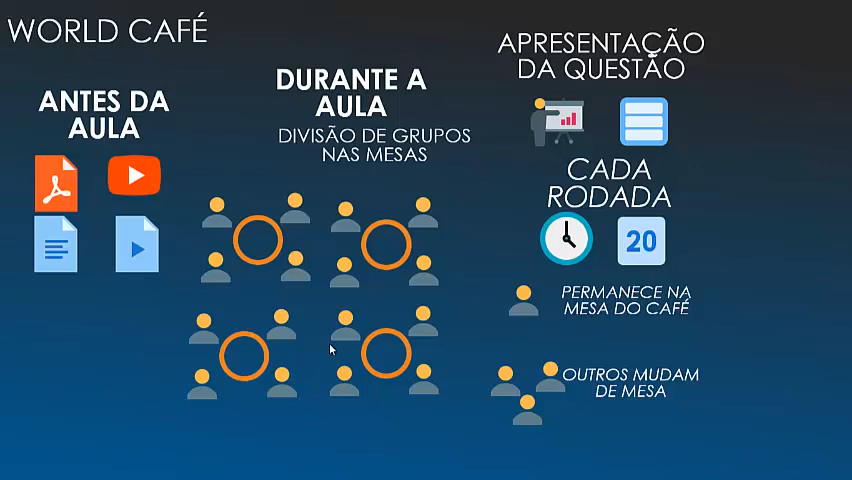 WORLD CAFÉ
ANTES DA
AULA
DURANTE A
AULA
DIVISÃO DE GRUPOS
NAS MESAS
APRESENTAÇÃO
DA QUESTÃO
CADA
RODADA
20
PERMANECE NA
MESA DO CAFÉ
OUTROS MUDAM
DE MESA